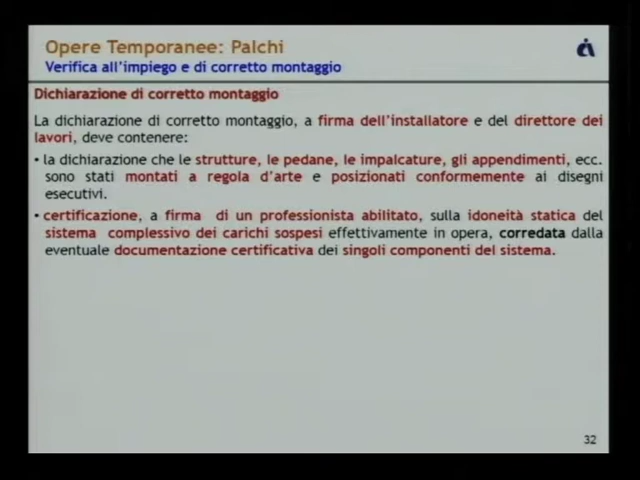 Opere Temporanee: Palchi
Verifica all'impiego e di corretto montaggio
Dichiarazione di corretto montaggio
La dichiarazione di corretto montaggio, a firma dell'installatore e del direttore dei
lavori, deve contenere:
• la dichiarazione che le strutture, le pedane, le impalcature, gli appendimenti, ecc.
sono stati montati a regola d'arte e posizionati conformemente ai disegni
esecutivi.
• certificazione, a firma di un professionista abilitato, sulla idoneità statica del
sistema complessivo dei carichi sospesi effettivamente in opera, corredata dalla
eventuale documentazione certificativa dei singoli componenti del sistema.
32